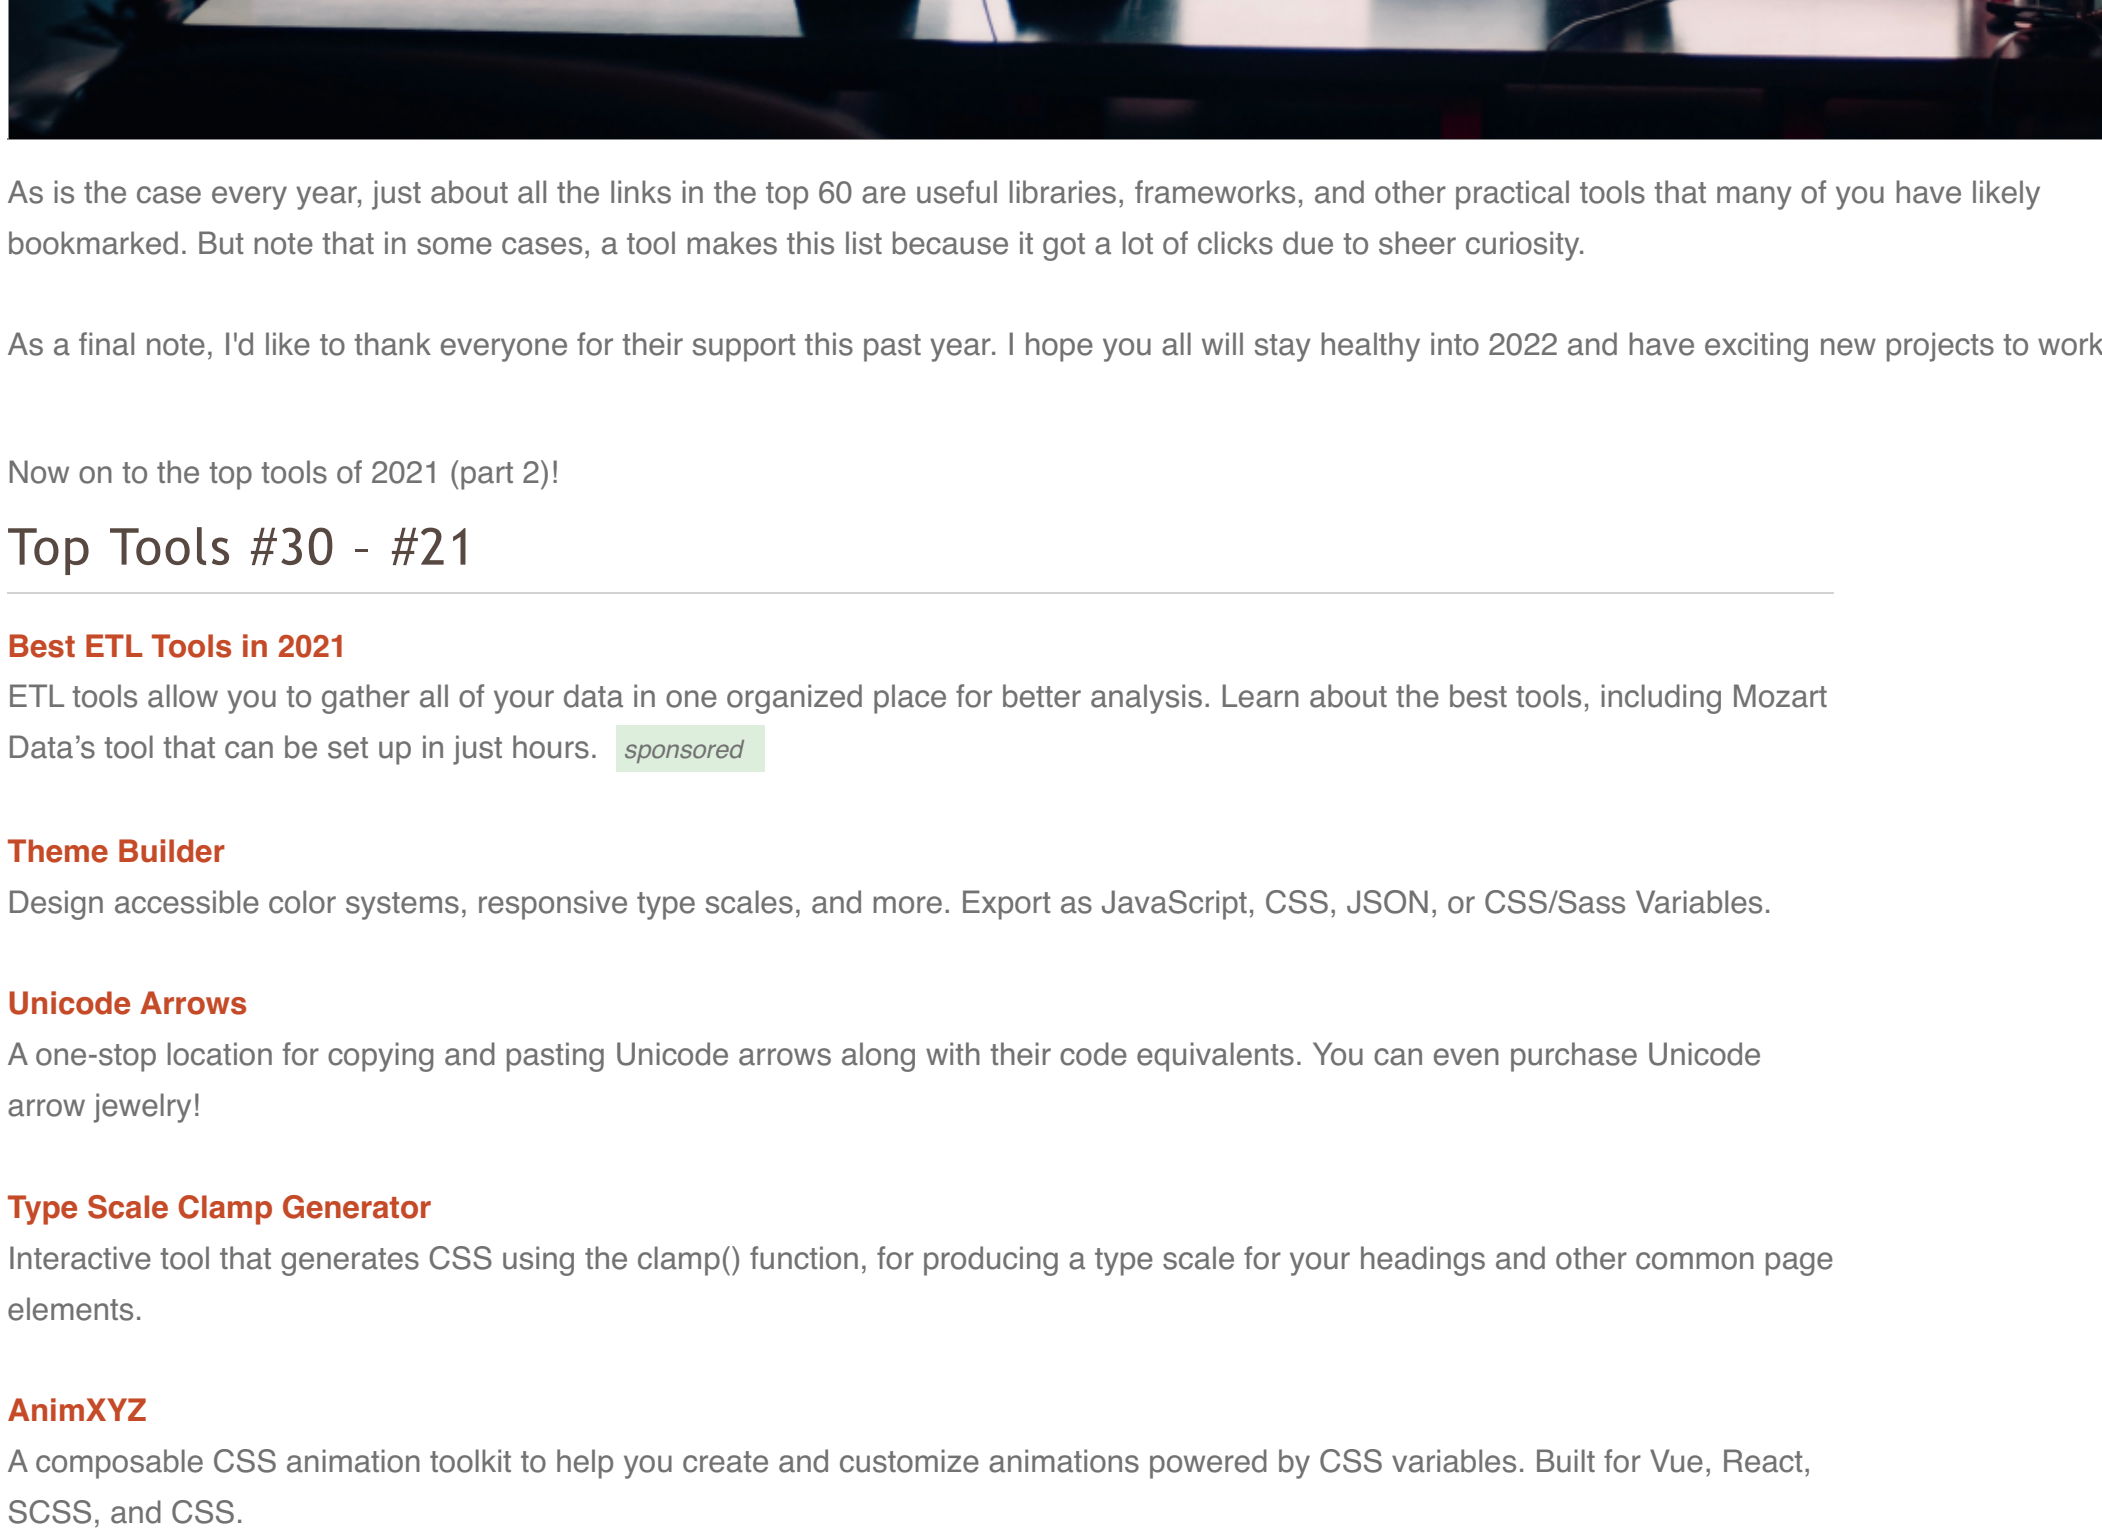 As is the case every year, just about all the links in the top 60 are useful libraries, frameworks, and other practical tools that many of you have likely
bookmarked. But note that in some cases, a tool makes this list because it got a lot of clicks due to sheer curiosity.
As a final note, I'd like to thank everyone for their support this past year. I hope you all will stay healthy into 2022 and have exciting new projects to work
Now on to the top tools of 2021 (part 2)!
Top Tools #30 - #21
Best ETL Tools in 2021
ETL tools allow you to gather all of your data in one organized place for better analysis. Learn about the best tools, including Mozart
Data’s tool that can be set up in just hours. sponsored
Theme Builder
Design accessible color systems, responsive type scales, and more. Export as JavaScript, CSS, JSON, or CSS/Sass Variables.
Unicode Arrows
A one-stop location for copying and pasting Unicode arrows along with their code equivalents. You can even purchase Unicode
arrow jewelry!
Type Scale Clamp Generator
Interactive tool that generates CSS using the clamp() function, for producing a type scale for your headings and other common page
elements.
AnimXYZ
A composable CSS animation toolkit to help you create and customize animations powered by CSS variables. Built for Vue, React,
SCSS, and CSS.